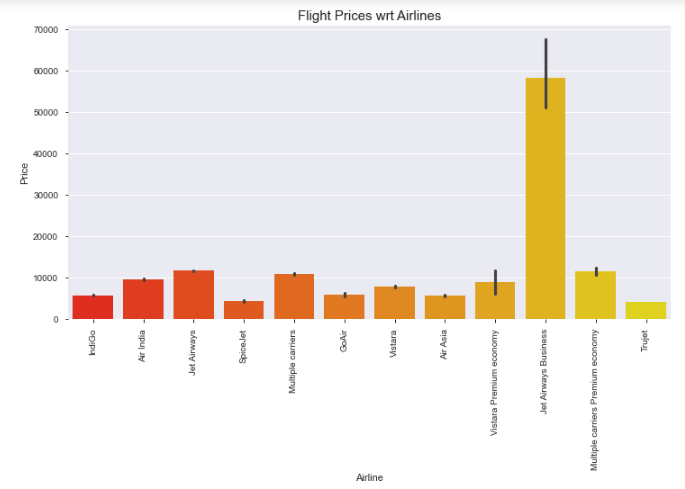 Flight Prices wrt Airlines
Price
70000
60000
50000
40000
30000
20000
10000
0
IndiGo
Air India
Jet Airways
SpiceJet
Multiple carriers
GoAir
Vistara
Air Asia
Vistara Premium economy
Jet Airways Business
Multiple carriers Premium economy
Trujet
Airline